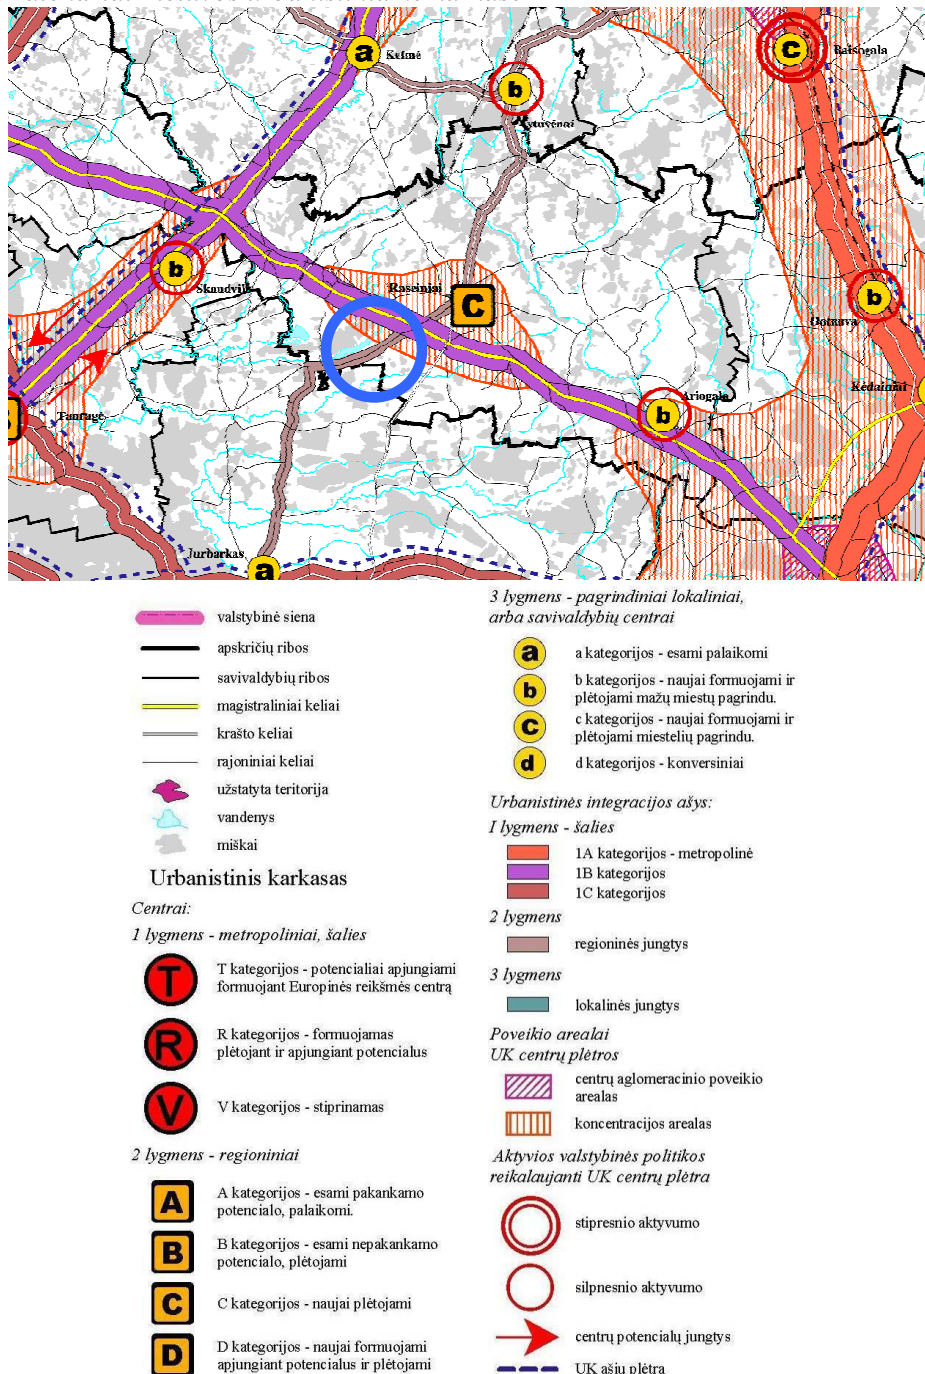 a
Kelmė
b
Tytuvėnai
c
Baisogala
b
Skaudvilė
Raseiniai
C
b
Gotnuva
Kėdainiai
Ariogala
b
Tauragė
Jurbarkas
a
valstybinė siena
apskričių ribos
savivaldybių ribos
magistraliniai keliai
krašto keliai
rajoniniai keliai
užstatyta teritorija
vandenys
miškai
Urbanistinis karkasas
Centrai:
1 lygmens - metropoliniai, šalies
T
T kategorijos - potencialiai apjungiami
formuojant Europinės reikšmės centrą
R
R kategorijos - formuojamas
plėtojant ir apjungiant potencialus
V
V kategorijos - stiprinamas
2 lygmens - regioniniai
A
A kategorijos - esami pakankamo
potencialo, palaikomi.
B
B kategorijos - esami nepakankamo
potencialo, plėtojami
C
C kategorijos - naujai plėtojami
D
D kategorijos - naujai formuojami
apjungiant potencialus ir plėtojami
3 lygmens - pagrindiniai lokaliniai,
arba savivaldybių centrai
a
a kategorijos - esami palaikomi
b
b kategorijos - naujai formuojami ir
plėtojami mažų miestų pagrindu.
c
c kategorijos - naujai formuojami ir
plėtojami miestelių pagrindu.
d
d kategorijos - konversiniai
Urbanistinės integracijos ašys:
I lygmens - šalies
1A kategorijos - metropolinė
1B kategorijos
1C kategorijos
2 lygmens
regioninės jungtys
3 lygmens
lokalinės jungtys
Poveikio arealai
UK centrų plėtros
centrų aglomeracinio poveikio
arealas
koncentracijos arealas
Aktyvios valstybinės politikos
reikalaujanti UK centrų plėtra
stipresnio aktyvumo
silpnesnio aktyvumo
centrų potencialų jungtys
UK ašių plėtra